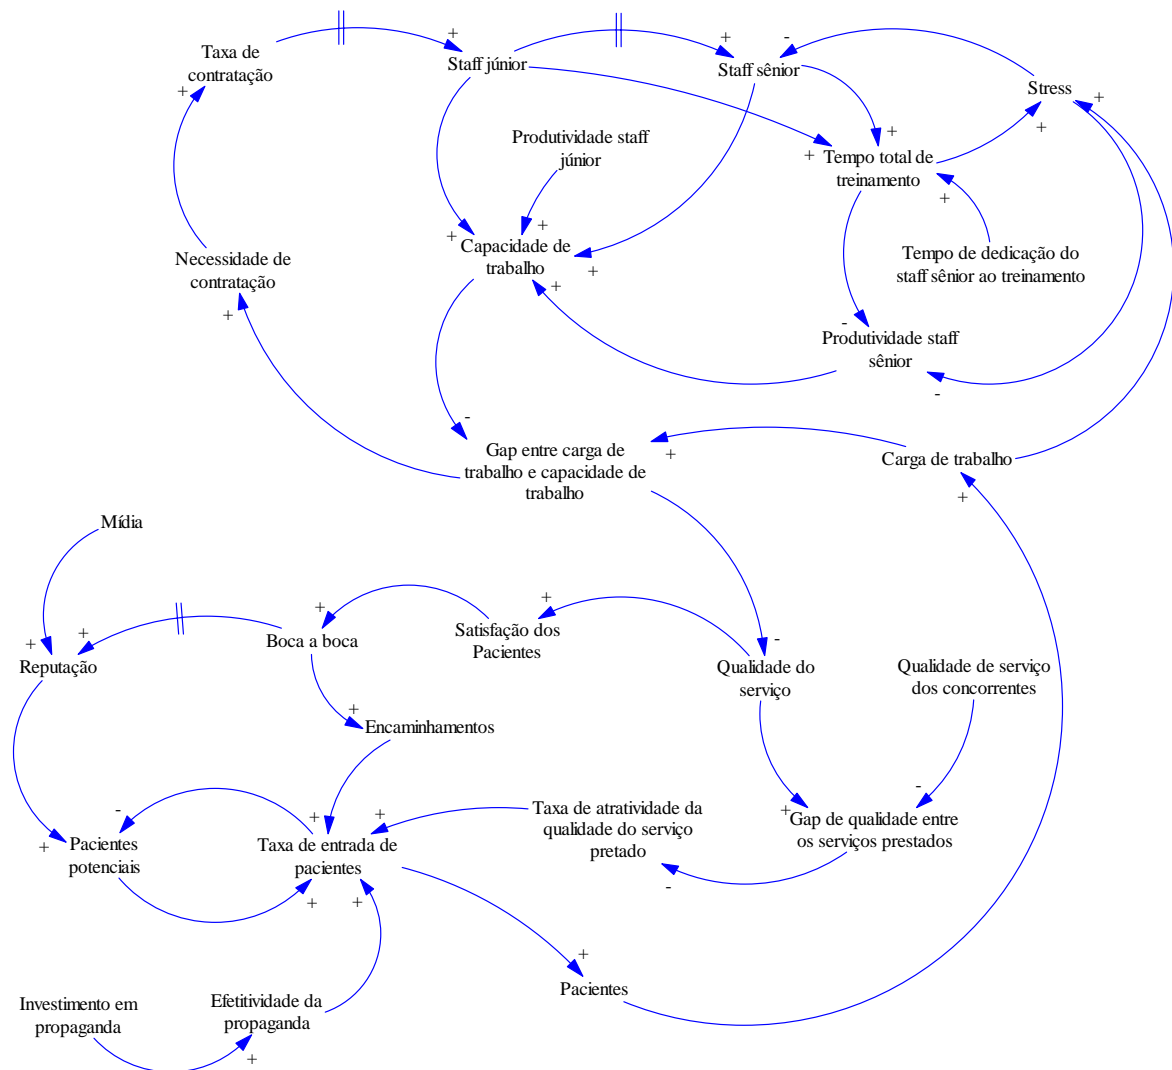 Taxa de
contratação
Staff júnior
Staff sênior
Stress
Produtividade staff
júnior
Tempo total de
treinamento
Capacidade de
trabalho
Necessidade de
contratação
Tempo de dedicação do
staff sênior ao treinamento
Produtividade staff
sênior
Gap entre carga de
trabalho e capacidade de
trabalho
Carga de trabalho
Mídia
Boca a boca
Satisfação dos
Pacientes
Reputação
Qualidade do
serviço
Qualidade de serviço
dos concorrentes
Encaminhamentos
Pacientes
potenciais
Taxa de entrada de
pacientes
Taxa de atratividade da
qualidade do serviço
pretado
Gap de qualidade entre
os serviços prestados
Pacientes
Investimento em
propaganda
Efetitividade da
propaganda